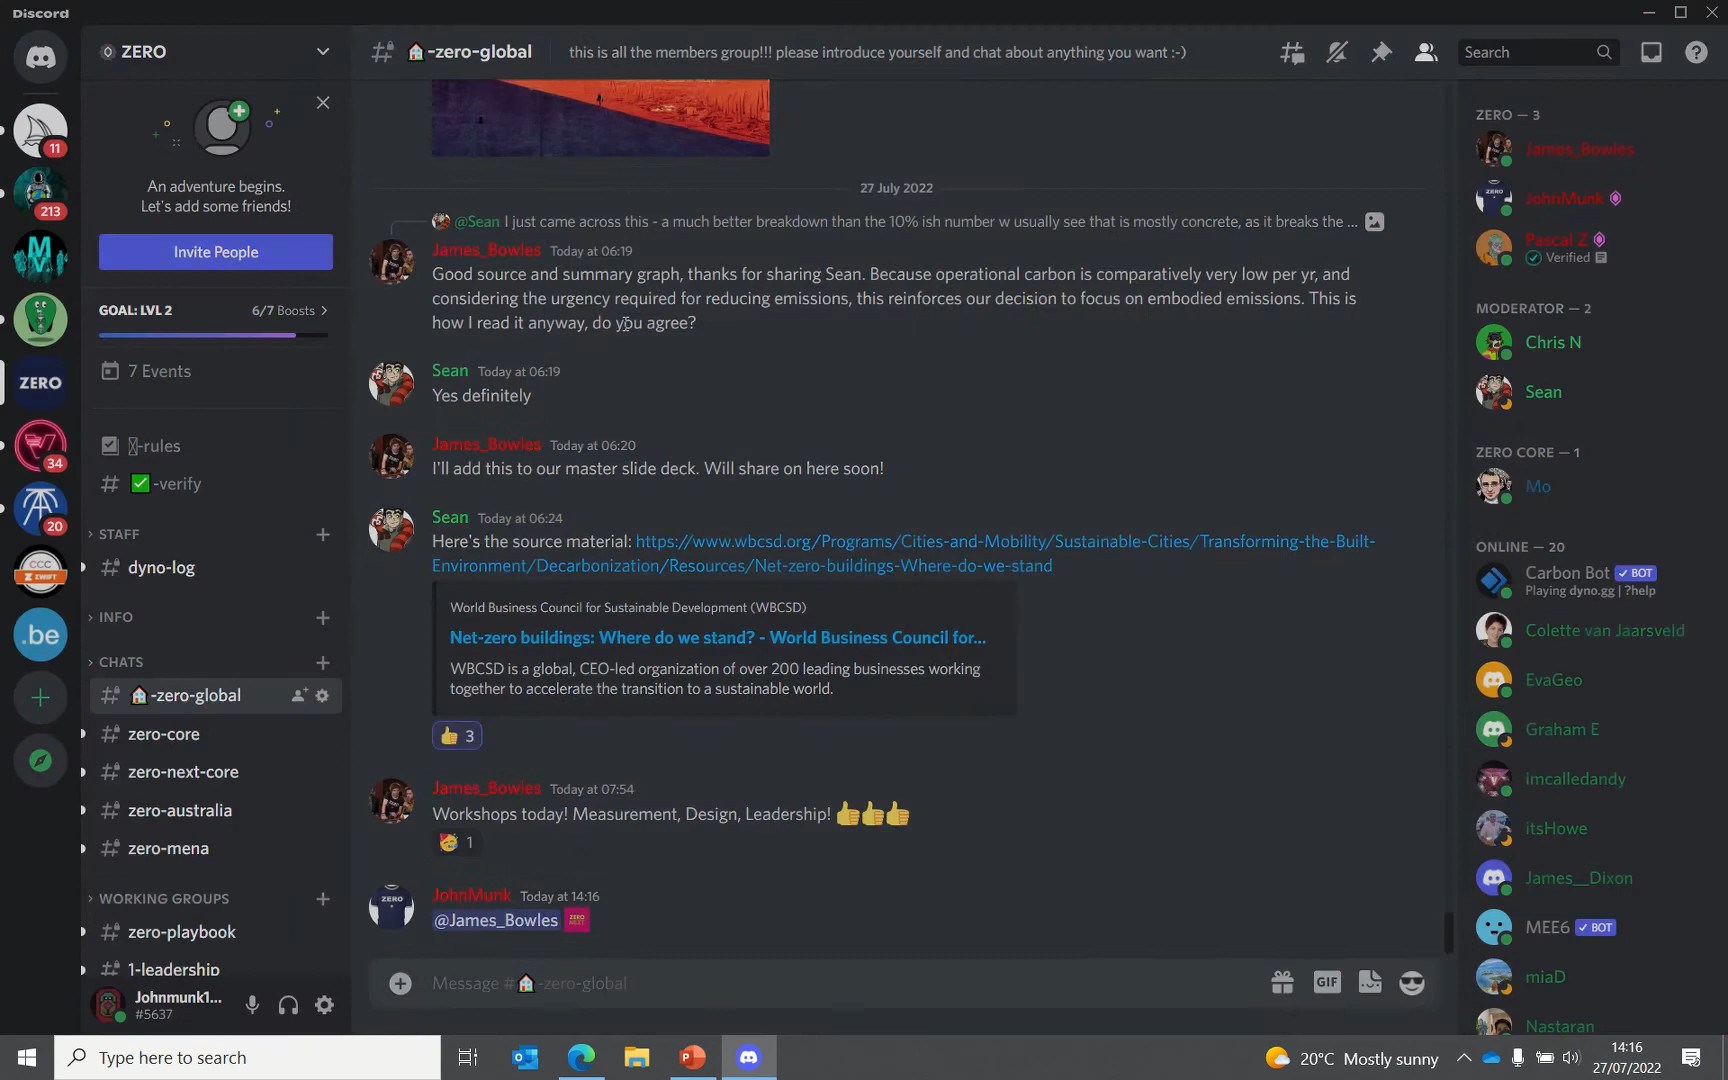 Discord
ZERO
-zero-global
this is all the members group!!! please introduce yourself and chat about anything you want :-)
Search
11
213
ZERO
34
20
CCC
ZWIFT
.be
An adventure begins.
Let's add some friends!
Invite People
GOAL: LVL 2
6/7 Boosts
7 Events
-rules
-verify
STAFF
dyno-log
INFO
CHATS
-zero-global
zero-core
zero-next-core
zero-australia
zero-mena
WORKING GROUPS
zero-playbook
1-leadership
Johnmunk1...
#5637
27 July 2022
@Sean I just came across this - a much better breakdown than the 10% ish number w usually see that is mostly concrete, as it breaks the ...
James_Bowles Today at 06:19
Good source and summary graph, thanks for sharing Sean. Because operational carbon is comparatively very low per yr, and
considering the urgency required for reducing emissions, this reinforces our decision to focus on embodied emissions. This is
how I read it anyway, do you agree?
Sean Today at 06:19
Yes definitely
James_Bowles Today at 06:20
I'll add this to our master slide deck. Will share on here soon!
Sean Today at 06:24
Here's the source material: https://www.wbcsd.org/Programs/Cities-and-Mobility/Sustainable-Cities/Transforming-the-Built-
Environment/Decarbonization/Resources/Net-zero-buildings-Where-do-we-stand
World Business Council for Sustainable Development (WBCSD)
Net-zero buildings: Where do we stand? - World Business Council for...
WBCSD is a global, CEO-led organization of over 200 leading businesses working
together to accelerate the transition to a sustainable world.
3
James_Bowles Today at 07:54
Workshops today! Measurement, Design, Leadership!
1
ZERO
JohnMunk Today at 14:16
@James_Bowles
Message # -zero-global
GIF
ZERO — 3
James_Bowles
JohnMunk
Pascal Z
Verified
MODERATOR — 2
Chris N
Sean
ZERO CORE — 1
Mo
ONLINE — 20
Carbon Bot BOT
Playing dyno.gg | ?help
Colette van Jaarsveld
EvaGeo
Graham E
imcalledandy
itsHowe
James__Dixon
MEE6 BOT
miaD
Nastaran
Type here to search
20°C Mostly sunny
14:16
27/07/2022